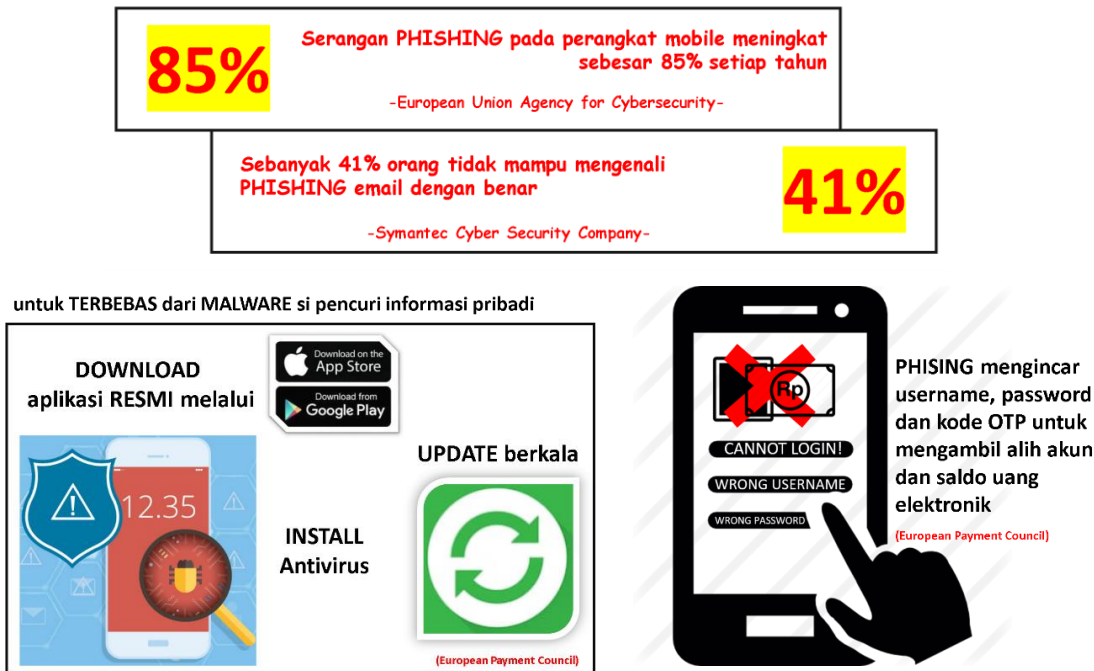 85%
Serangan PHISHING pada perangkat mobile meningkat
sebesar 85% setiap tahun
-European Union Agency for Cybersecurity-
Sebanyak 41% orang tidak mampu mengenali
PHISHING email dengan benar
-Symantec Cyber Security Company-
41%
untuk TERBEBAS dari MALWARE si pencuri informasi pribadi
DOWNLOAD
aplikasi RESMI melalui
Download on the
App Store
Download from
Google Play
12.35
INSTALL
Antivirus
UPDATE berkala
(European Payment Council)
Rp
CANNOT LOGIN!
WRONG USERNAME
WRONG PASSWORD
PHISING mengincar
username, password
dan kode OTP untuk
mengambil alih akun
dan saldo uang
elektronik
(European Payment Council)